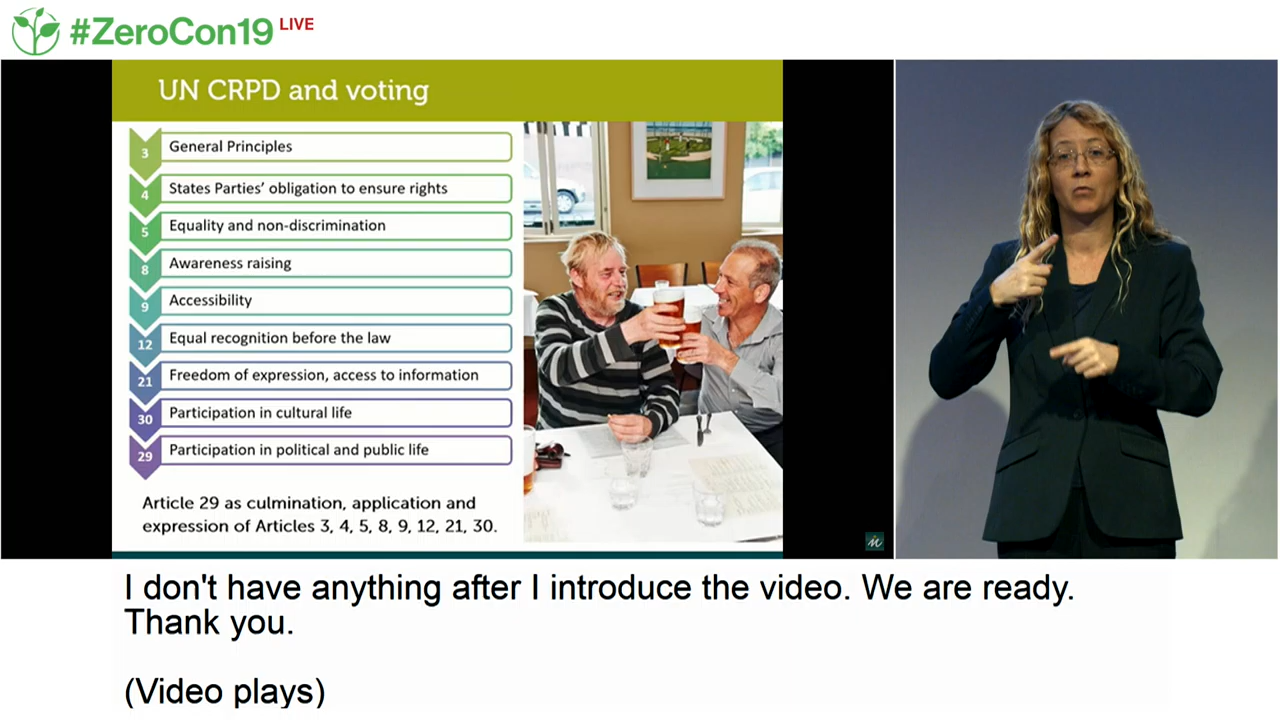 #ZeroCon19 LIVE
UN CRPD and voting
3 General Principles
4 States Parties' obligation to ensure rights
5 Equality and non-discrimination
8 Awareness raising
9 Accessibility
12 Equal recognition before the law
21 Freedom of expression, access to information
30 Participation in cultural life
29 Participation in political and public life
Article 29 as culmination, application and
expression of Articles 3, 4, 5, 8, 9, 12, 21, 30.
I don't have anything after I introduce the video. We are ready.
Thank you.
(Video plays)